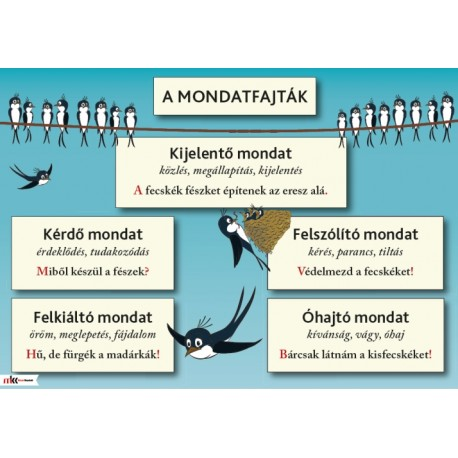 A MONDATFAJTÁK
Kijelentő mondat
közlés, megállapítás, kijelentés
A fecskék fészket építenek az eresz alá.
Kérdő mondat
érdeklődés, tudakozódás
Miből készül a fészek?
Felszólító mondat
kérés, parancs, tiltás
Védelmezd a fecskéket!
Felkiáltó mondat
öröm, meglepetés, fájdalom
Hű, de fürgék a madárkák!
Óhajtó mondat
kívánság, vágy, óhaj
Bárcsak látnám a kisfecskéket!